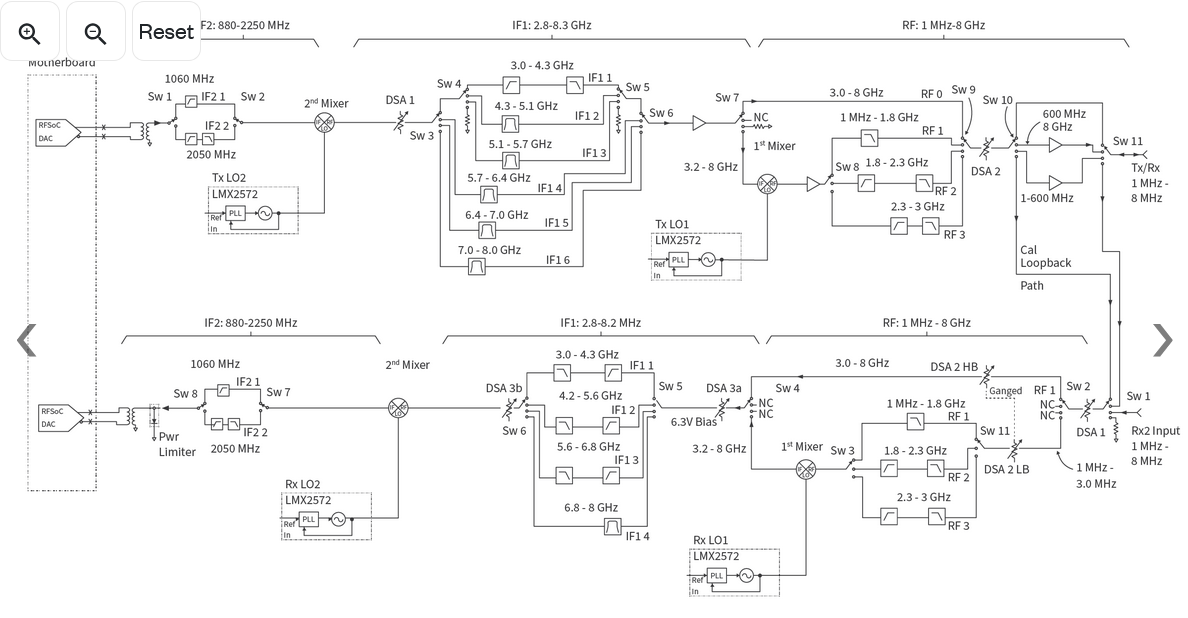 Reset
F2: 880-2250 MHz
IF1: 2.8-8.3 GHz
RF: 1 MHz-8 GHz
Motherboard
1060 MHz
Sw 1
IF2 1
Sw 2
IF2 2
2050 MHz
RFSoC
DAC
2nd Mixer
IF RF
LO
Tx LO2
LMX2572
PLL
Ref
In
DSA 1
Sw 3
Sw 4
3.0 - 4.3 GHz
IF1 1
4.3 - 5.1 GHz
IF1 2
5.1 - 5.7 GHz
IF1 3
5.7 - 6.4 GHz
IF1 4
6.4 - 7.0 GHz
IF1 5
7.0 - 8.0 GHz
IF1 6
Sw 5
Sw 6
Sw 7
NC
1st Mixer
3.2 - 8 GHz
IF RF
LO
Tx LO1
LMX2572
PLL
Ref
In
3.0 - 8 GHz
RF 0
Sw 9
1 MHz - 1.8 GHz
RF 1
Sw 8
1.8 - 2.3 GHz
RF 2
2.3 - 3 GHz
RF 3
DSA 2
Sw 10
600 MHz
8 GHz
1-600 MHz
Sw 11
Tx/Rx
1 MHz -
8 MHz
Cal
Loopback
Path
IF2: 880-2250 MHz
IF1: 2.8-8.2 MHz
RF: 1 MHz - 8 GHz
RFSoC
DAC
Pwr
Limiter
1060 MHz
Sw 8
IF2 1
Sw 7
IF2 2
2050 MHz
2nd Mixer
IF RF
LO
Rx LO2
LMX2572
PLL
Ref
In
DSA 3b
Sw 6
3.0 - 4.3 GHz
IF1 1
4.2 - 5.6 GHz
IF1 2
5.6 - 6.8 GHz
IF1 3
6.8 - 8 GHz
IF1 4
Sw 5
DSA 3a
6.3V Bias
Sw 4
NC
NC
3.2 - 8 GHz
1st Mixer
IF RF
LO
Rx LO1
LMX2572
PLL
Ref
In
3.0 - 8 GHz
DSA 2 HB
Ganged
1 MHz - 1.8 GHz
RF 1
Sw 11
Sw 3
1.8 - 2.3 GHz
RF 2
2.3 - 3 GHz
RF 3
DSA 2 LB
RF 1
NC
NC
Sw 2
DSA 1
Sw 1
Rx2 Input
1 MHz -
8 MHz
1 MHz -
3.0 MHz